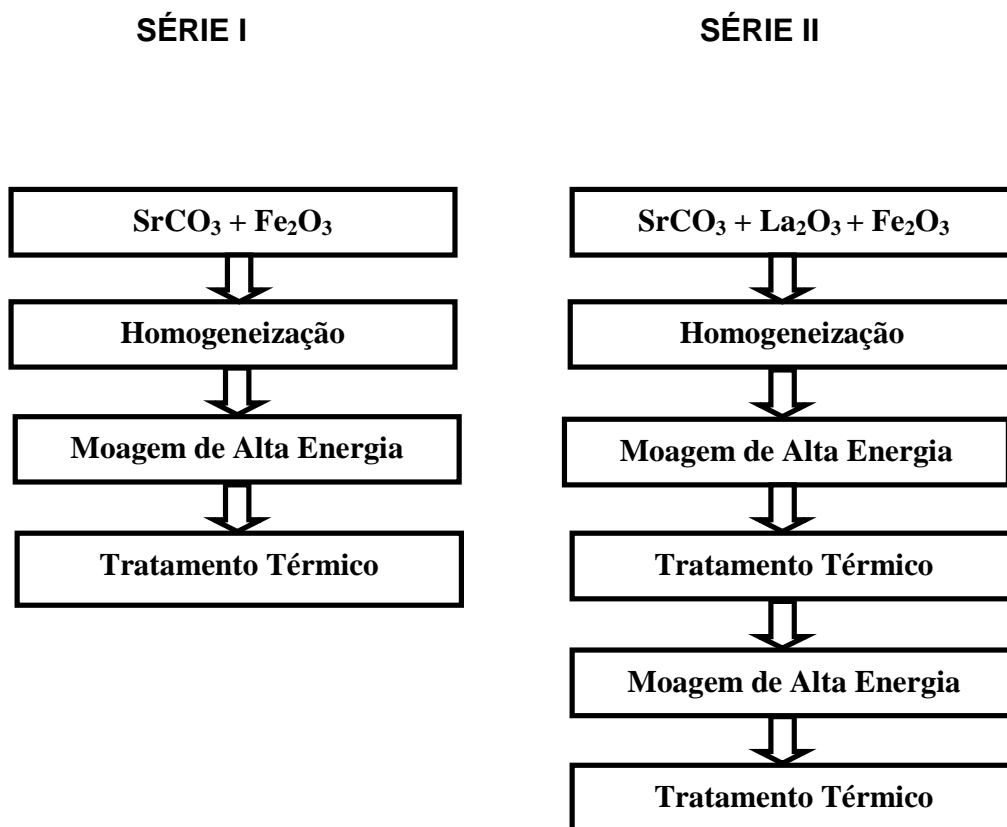 SÉRIE I
SrCO₃ + Fe₂O₃
Homogeneização
Moagem de Alta Energia
Tratamento Térmico
SÉRIE II
SrCO₃ + La₂O₃ + Fe₂O₃
Homogeneização
Moagem de Alta Energia
Tratamento Térmico
Moagem de Alta Energia
Tratamento Térmico